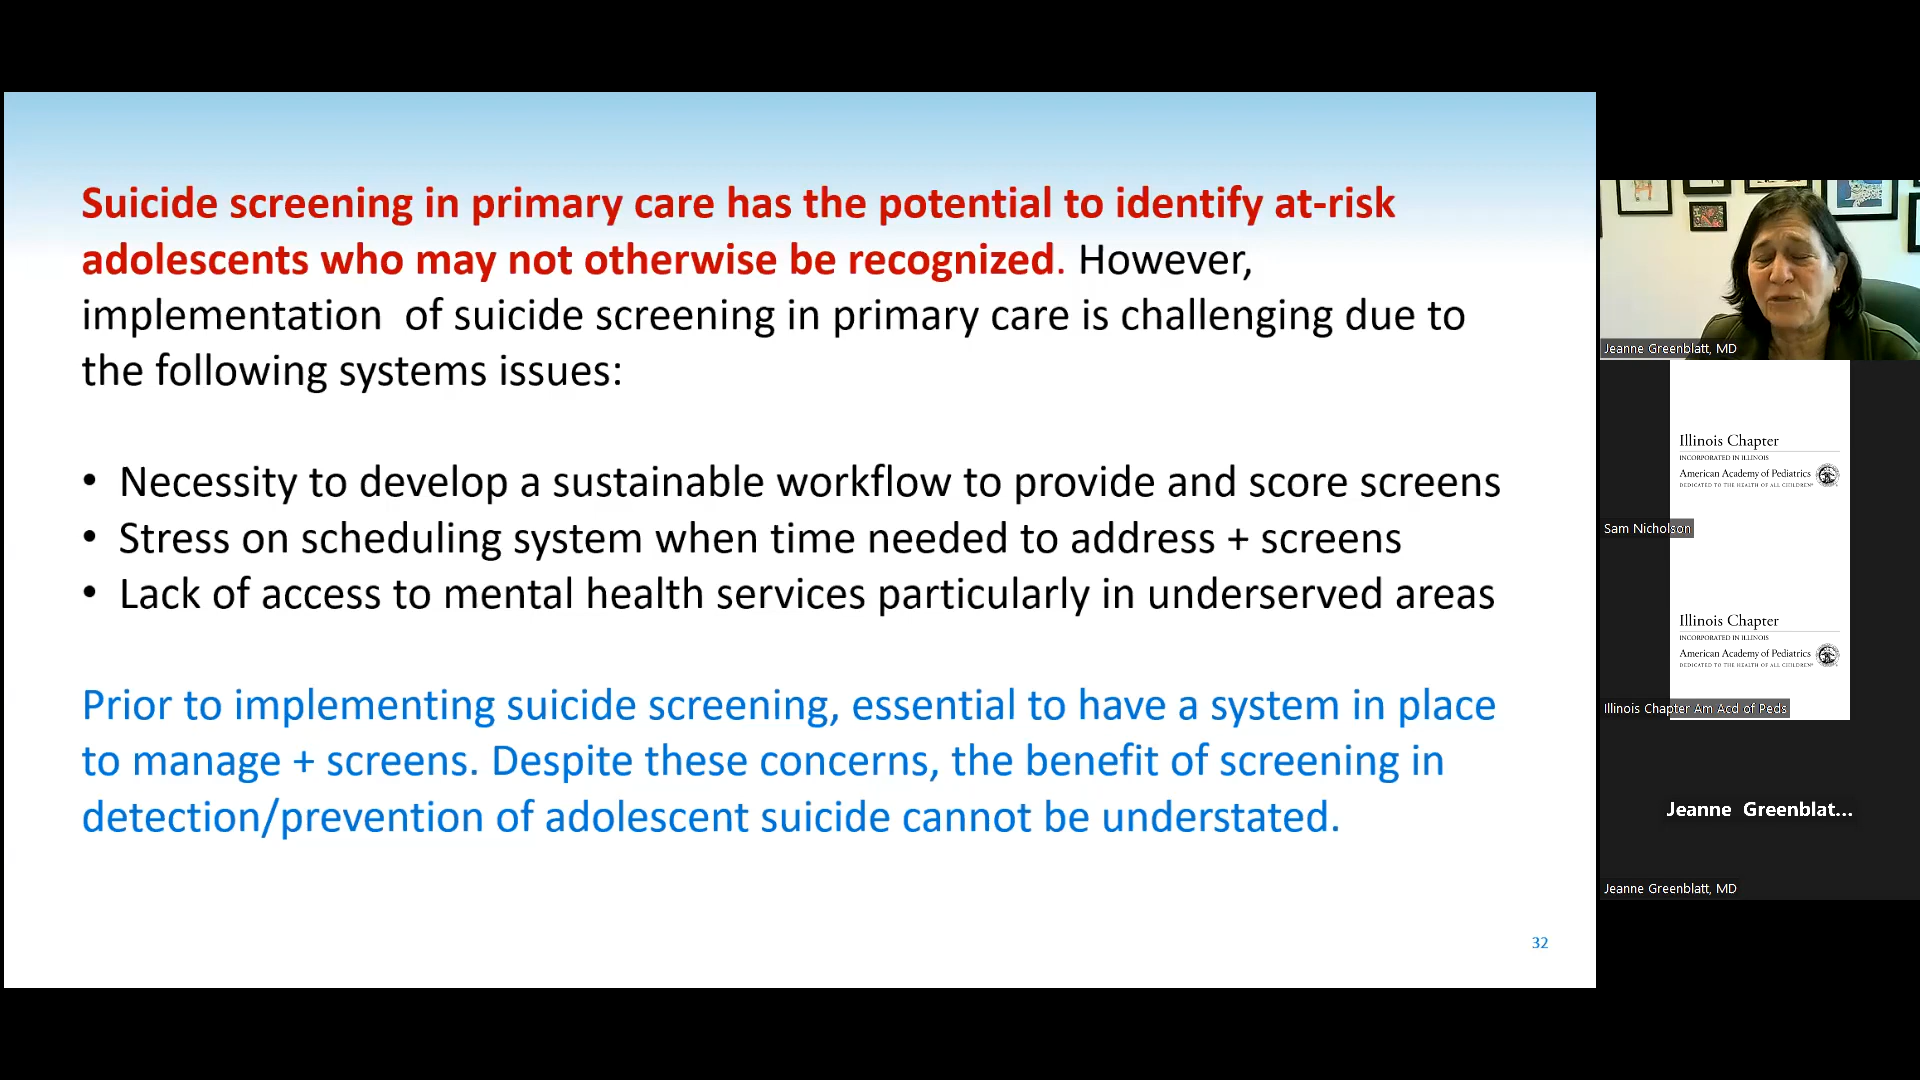 Suicide screening in primary care has the potential to identify at-risk
adolescents who may not otherwise be recognized. However,
implementation  of suicide screening in primary care is challenging due to
the following systems issues:
• Necessity to develop a sustainable workflow to provide and score screens
• Stress on scheduling system when time needed to address + screens
• Lack of access to mental health services particularly in underserved areas
Prior to implementing suicide screening, essential to have a system in place
to manage + screens. Despite these concerns, the benefit of screening in
detection/prevention of adolescent suicide cannot be understated.
32
Jeanne Greenblatt, MD
Illinois Chapter
INCORPORATED IN ILLINOIS
American Academy of Pediatrics
DEDICATED TO THE HEALTH OF ALL CHILDREN®
Sam Nicholson
Illinois Chapter
INCORPORATED IN ILLINOIS
American Academy of Pediatrics
DEDICATED TO THE HEALTH OF ALL CHILDREN®
Illinois Chapter Am Acd of Peds
Jeanne Greenblat...
Jeanne Greenblatt, MD